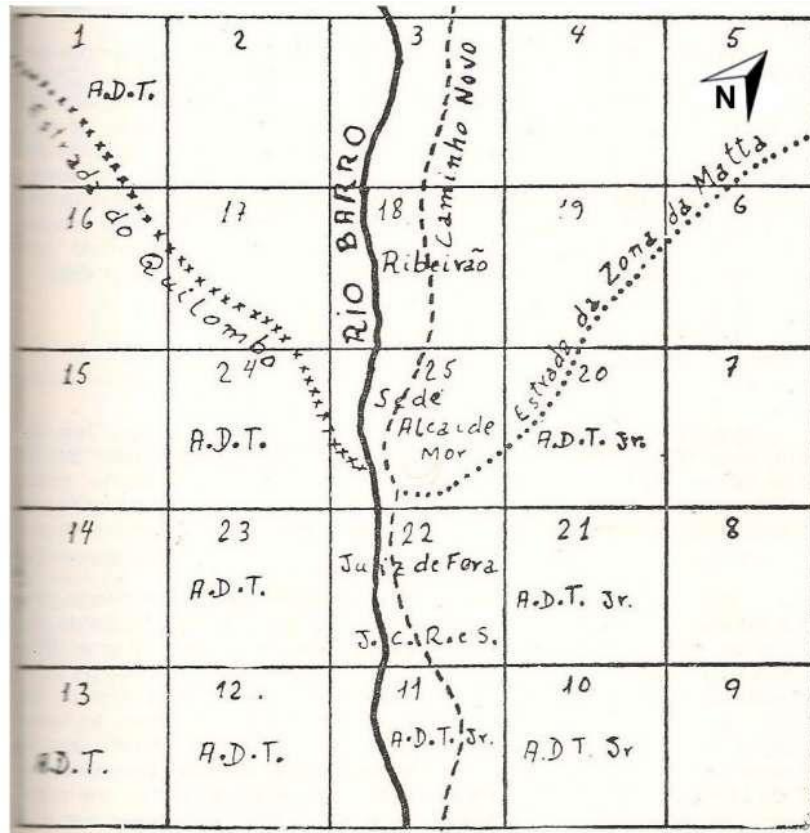 1 2 3 4 5
A.D.T.
N
Estrada do Quilombo
RIO BARRO
Caminho Novo
Estrada da Zona da Matta
16 17 18 19 6
Ribeirão
15 24 25 20 7
Séde
Alcaide
Mor
A.D.T. A.D.T. Jr.
14 23 22 21 8
Juiz de Fora
A.D.T. A.D.T. Jr.
J.C.R. e S.
13 12. 11 10 9
A.D.T. A.D.T. A.D.T. Jr. A.D T. Jr